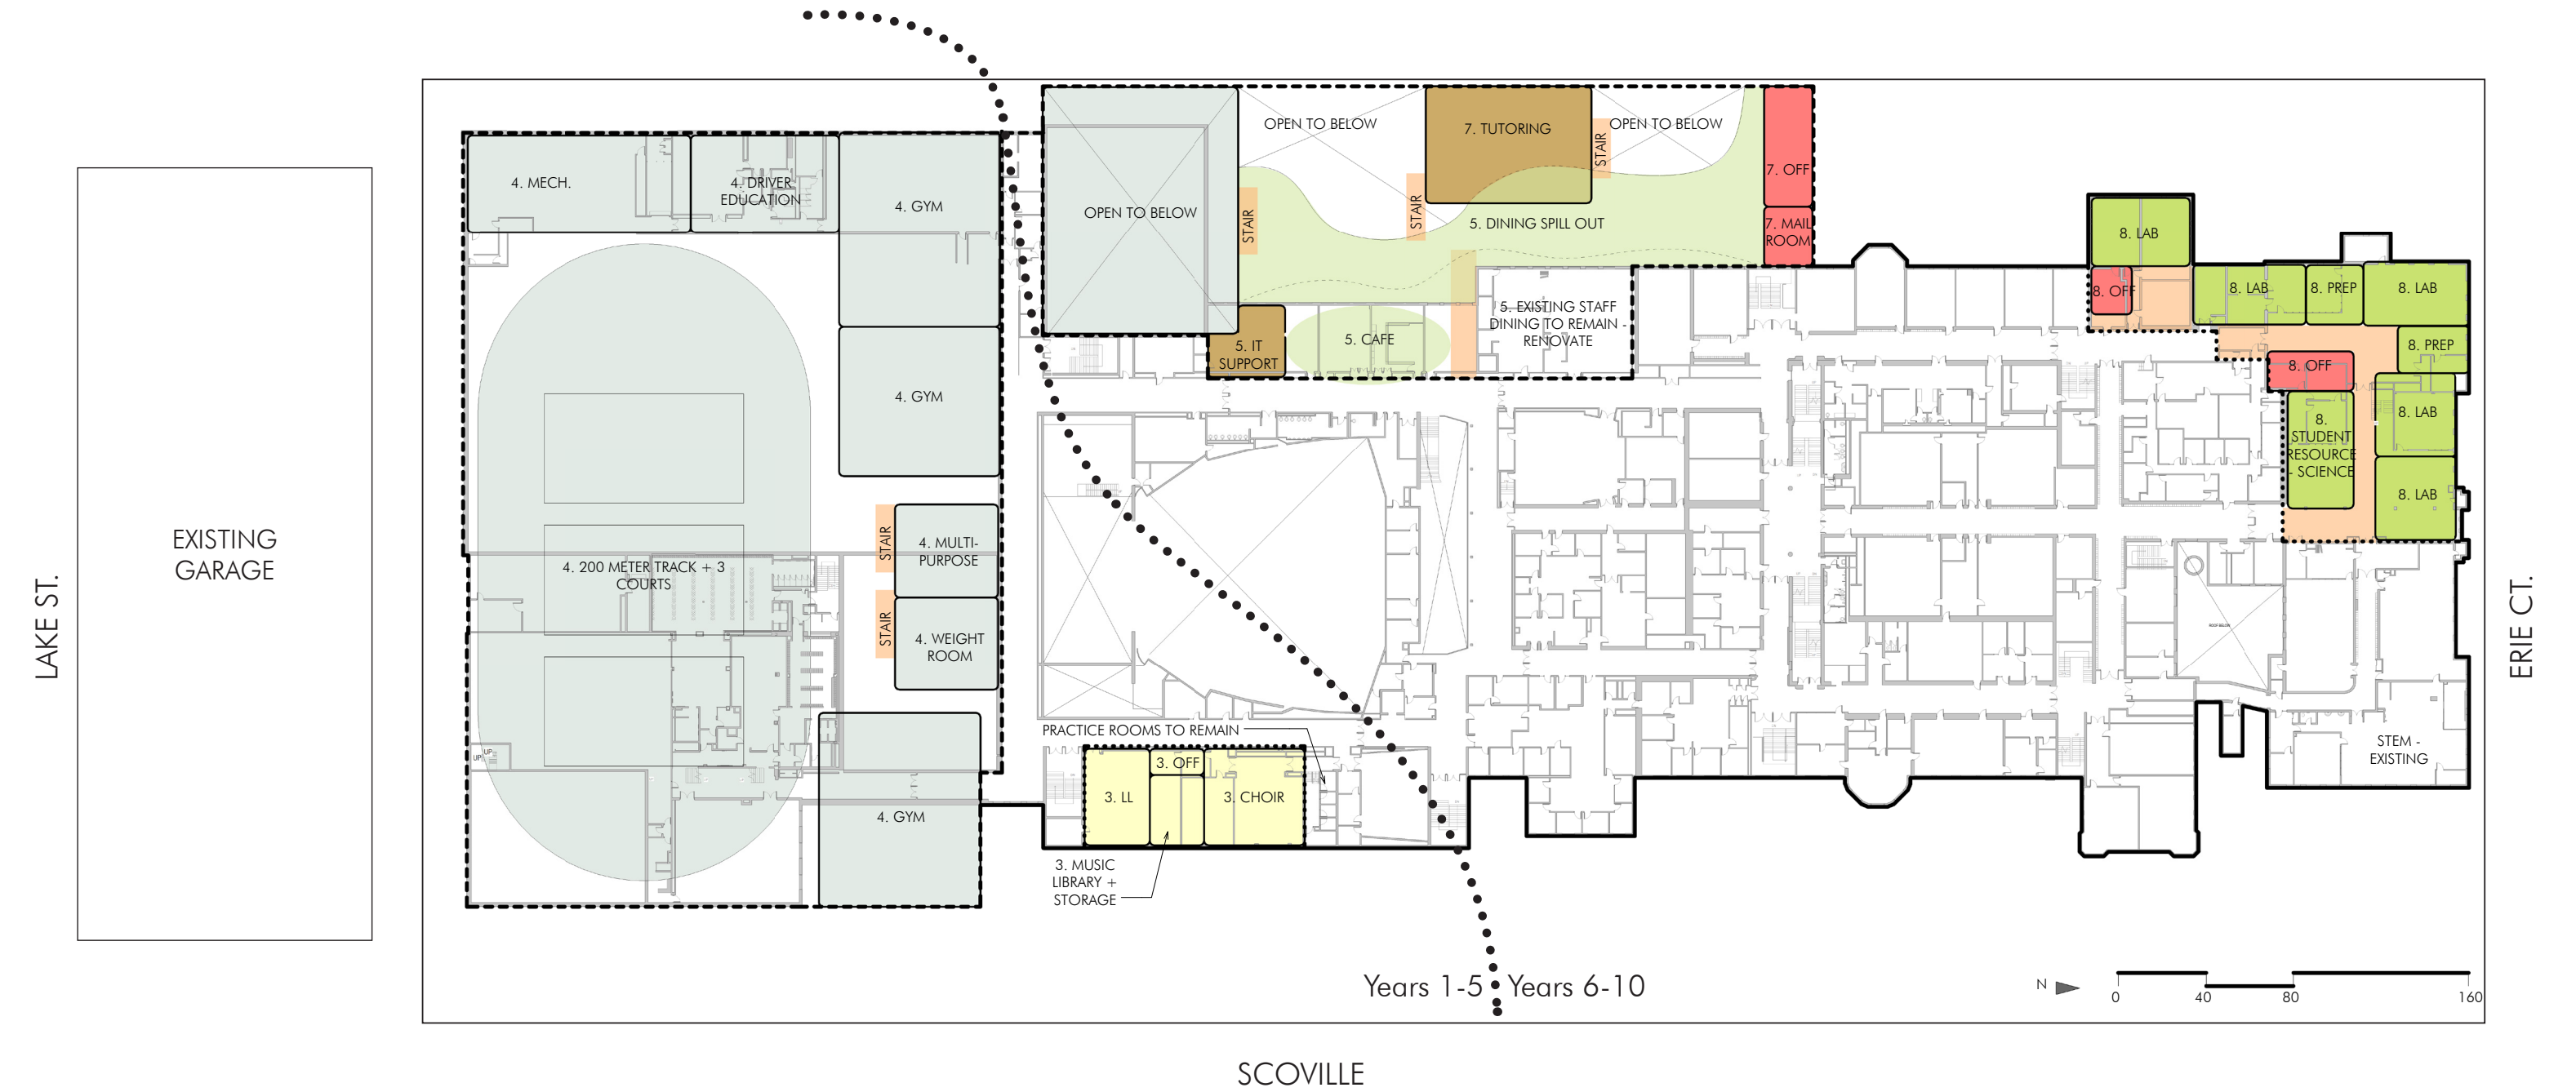 OPEN TO BELOW
7. TUTORING
OPEN TO BELOW
STAIR
7. OFF
4. MECH.
4. DRIVER
EDUCATION
4. GYM
OPEN TO BELOW
STAIR
STAIR
5. DINING SPILL OUT
7. MAIL
ROOM
8. LAB
8. OFF
8. LAB
8. PREP
8. LAB
5. EXISTING STAFF
DINING TO REMAIN -
RENOVATE
5. IT
SUPPORT
5. CAFE
8. PREP
8. OFF
4. GYM
8. LAB
8.
STUDENT
RESOURCE
- SCIENCE
8. LAB
EXISTING
GARAGE
LAKE ST.
STAIR
4. MULTI-
PURPOSE
4. 200 METER TRACK + 3
COURTS
STAIR
4. WEIGHT
ROOM
ROOF BELOW
ERIE CT.
PRACTICE ROOMS TO REMAIN
UP
UP
3. OFF
3. LL
3. CHOIR
4. GYM
STEM -
EXISTING
3. MUSIC
LIBRARY +
STORAGE
Years 1-5
Years 6-10
N
0
40
80
160
SCOVILLE